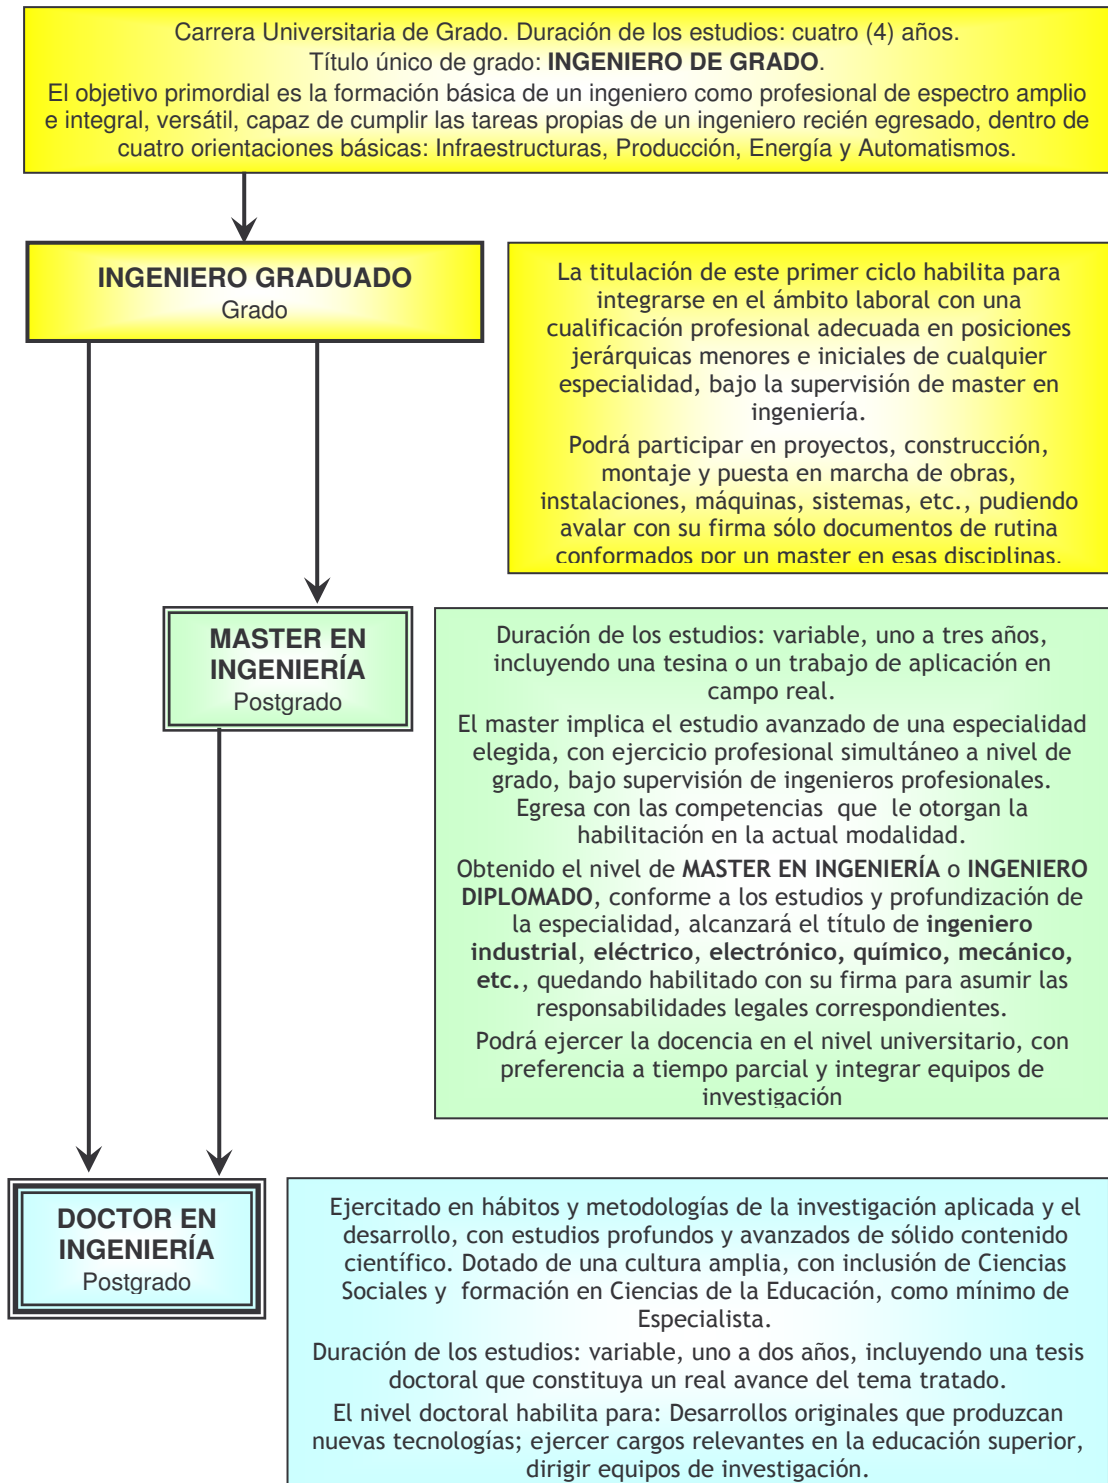 Carrera Universitaria de Grado. Duración de los estudios: cuatro (4) años.
Título único de grado: INGENIERO DE GRADO.
El objetivo primordial es la formación básica de un ingeniero como profesional de espectro amplio
e integral, versátil, capaz de cumplir las tareas propias de un ingeniero recién egresado, dentro de
cuatro orientaciones básicas: Infraestructuras, Producción, Energía y Automatismos.
INGENIERO GRADUADO
Grado
La titulación de este primer ciclo habilita para
integrarse en el ámbito laboral con una
cualificación profesional adecuada en posiciones
jerárquicas menores e iniciales de cualquier
especialidad, bajo la supervisión de master en
ingeniería.
Podrá participar en proyectos, construcción,
montaje y puesta en marcha de obras,
instalaciones, máquinas, sistemas, etc., pudiendo
avalar con su firma sólo documentos de rutina
conformados por un master en esas disciplinas.
MASTER EN
INGENIERÍA
Postgrado
Duración de los estudios: variable, uno a tres años,
incluyendo una tesina o un trabajo de aplicación en
campo real.
El master implica el estudio avanzado de una especialidad
elegida, con ejercicio profesional simultáneo a nivel de
grado, bajo supervisión de ingenieros profesionales.
Egresa con las competencias que le otorgan la
habilitación en la actual modalidad.
Obtenido el nivel de MASTER EN INGENIERÍA o INGENIERO
DIPLOMADO, conforme a los estudios y profundización de
la especialidad, alcanzará el título de ingeniero
industrial, eléctrico, electrónico, químico, mecánico,
etc., quedando habilitado con su firma para asumir las
responsabilidades legales correspondientes.
Podrá ejercer la docencia en el nivel universitario, con
preferencia a tiempo parcial y integrar equipos de
investigación
DOCTOR EN
INGENIERÍA
Postgrado
Ejercitado en hábitos y metodologías de la investigación aplicada y el
desarrollo, con estudios profundos y avanzados de sólido contenido
científico. Dotado de una cultura amplia, con inclusión de Ciencias
Sociales y formación en Ciencias de la Educación, como mínimo de
Especialista.
Duración de los estudios: variable, uno a dos años, incluyendo una tesis
doctoral que constituya un real avance del tema tratado.
El nivel doctoral habilita para: Desarrollos originales que produzcan
nuevas tecnologías; ejercer cargos relevantes en la educación superior,
dirigir equipos de investigación.